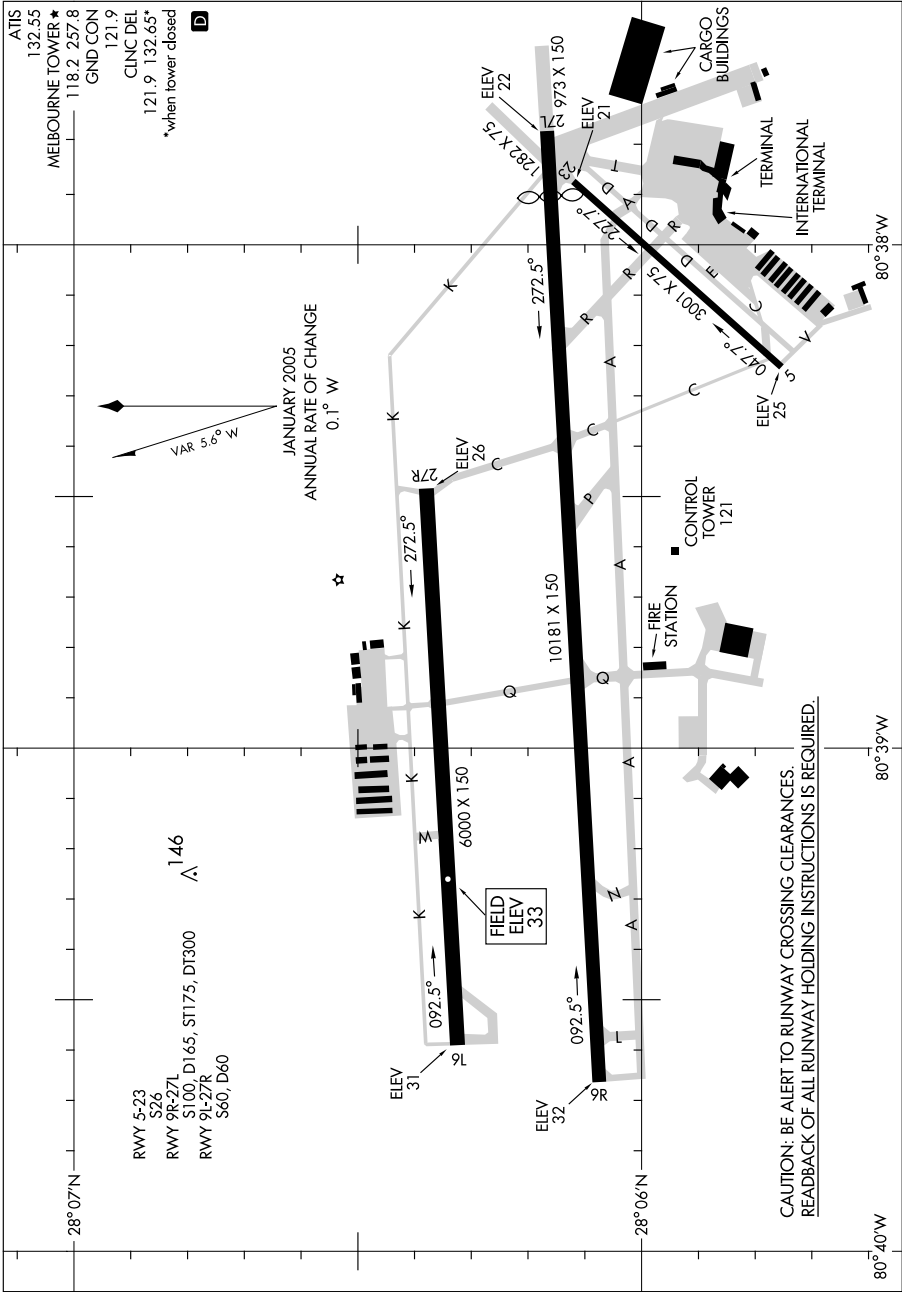 ATIS
132.55
MELBOURNE TOWER ★
118.2 257.8
GND CON
121.9
CLNC DEL
121.9 132.65*
*when tower closed
D
RWY 5-23
S26
RWY 9R-27L
S100, D165, ST175, DT300
RWY 9L-27R
S60, D60
146
VAR 5.6° W
JANUARY 2005
ANNUAL RATE OF CHANGE
0.1° W
28°07'N
28°06'N
80°40'W
80°39'W
80°38'W
ELEV
31
9L
092.5°
K
K
K
K
K
K
M
6000 X 150
FIELD
ELEV
33
272.5°
27R
ELEV
26
Q
Q
C
C
C
C
ELEV
32
9R
092.5°
L
N
A
A
A
A
A
10181 X 150
P
R
R
R
272.5°
27L
ELEV
22
973 X 150
1282 X 75
23
ELEV
21
227.7°
3001 X 75
047.7°
5
ELEV
25
T
D
D
D
E
V
CARGO
BUILDINGS
TERMINAL
INTERNATIONAL
TERMINAL
CONTROL
TOWER
121
FIRE
STATION
CAUTION: BE ALERT TO RUNWAY CROSSING CLEARANCES.
READBACK OF ALL RUNWAY HOLDING INSTRUCTIONS IS REQUIRED.